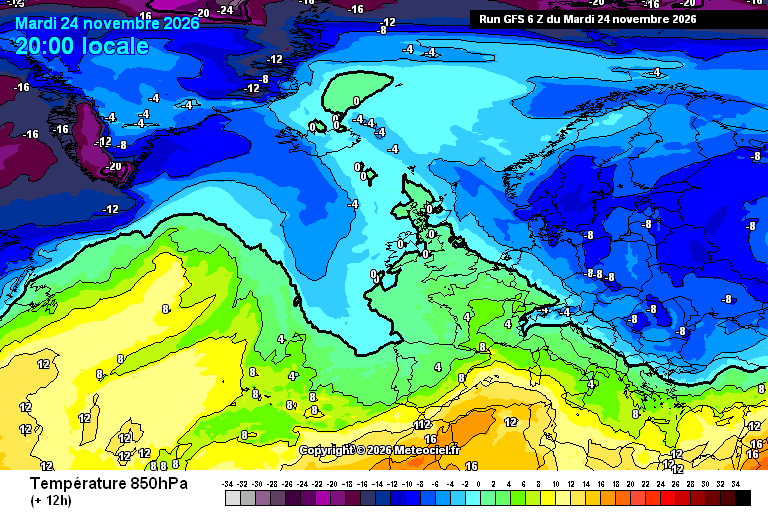 Mardi 24 novembre 2026
20:00 locale
Run GFS 6 Z du Mardi 24 novembre 2026
Copyright © 2026 Meteociel.fr
Température 850hPa
(+ 12h)
-34 -32 -30 -28 -26 -24 -22 -20 -18 -16 -14 -12 -10 -8 -6 -4 -2 0 2 4 6 8 10 12 14 16 18 20 22 24 26 28 30 32 34